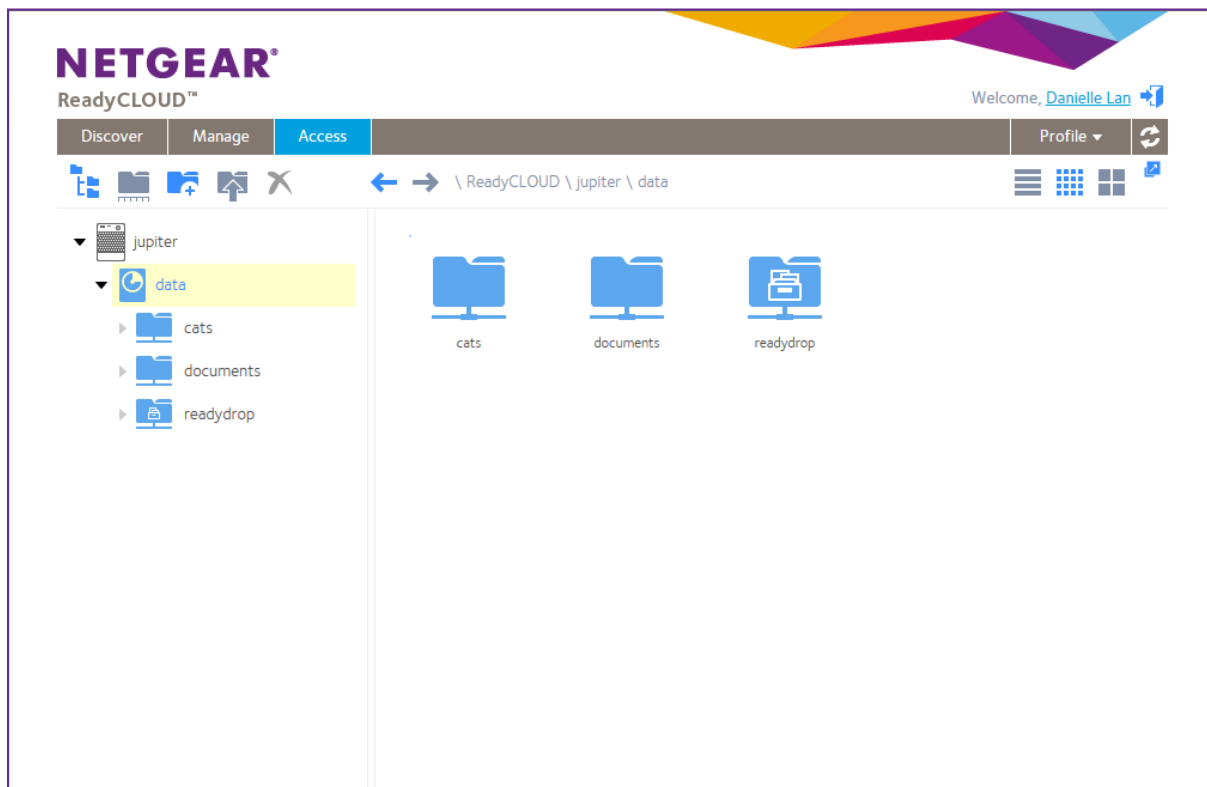 NETGEAR®
ReadyCLOUD™
Welcome, Danielle Lan
Discover Manage Access Profile
\ ReadyCLOUD \ jupiter \ data
jupiter
data
cats
documents
readydrop
cats documents readydrop